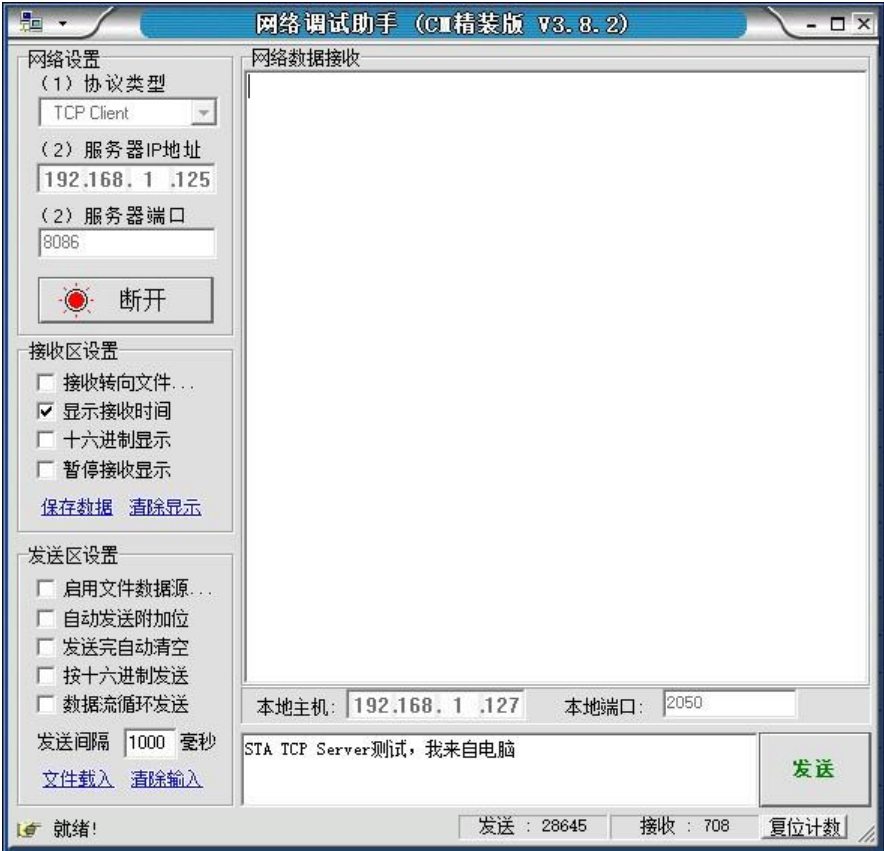 网络调试助手 (CM精装版 V3.8.2)
网络设置
(1) 协议类型
TCP Client
(2) 服务器IP地址
192.168. 1 .125
(2) 服务器端口
8086
断开
接收区设置
接收转向文件...
显示接收时间
十六进制显示
暂停接收显示
保存数据 清除显示
发送区设置
启用文件数据源...
自动发送附加位
发送完自动清空
按十六进制发送
数据流循环发送
发送间隔 1000 毫秒
文件载入 清除输入
网络数据接收
本地主机: 192.168. 1 .127 本地端口: 2050
STA TCP Server测试，我来自电脑
发送
就绪! 发送 : 28645 接收 : 708 复位计数